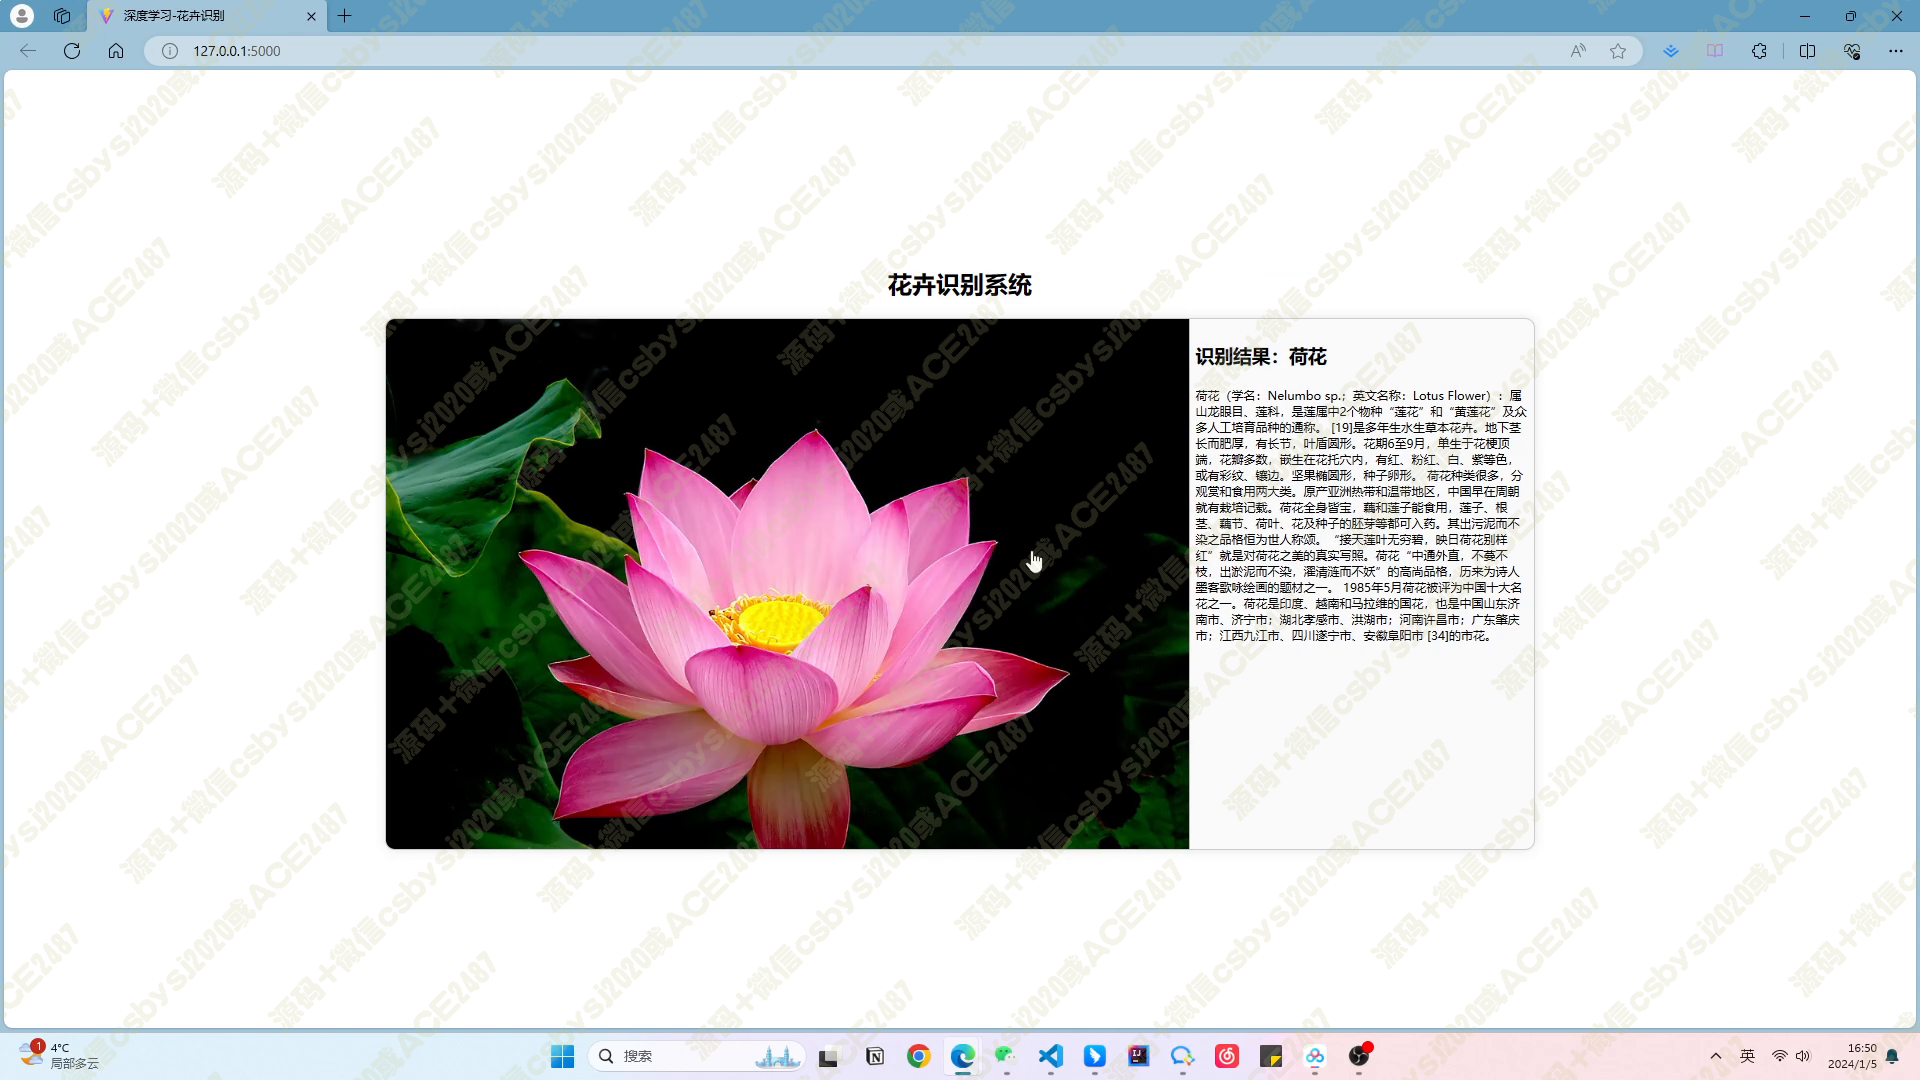 深度学习-花卉识别
127.0.0.1:5000
花卉识别系统
识别结果：荷花
荷花（学名：Nelumbo sp.；英文名称：Lotus Flower）：属
山龙眼目、莲科，是莲属中2个物种“莲花”和“黄莲花”及众
多人工培育品种的通称。 [19]是多年生水生草本花卉。地下茎
长而肥厚，有长节，叶盾圆形。花期6至9月，单生于花梗顶
端，花瓣多数，嵌生在花托穴内，有红、粉红、白、紫等色，
或有彩纹、镶边。坚果椭圆形，种子卵形。 荷花种类很多，分
观赏和食用两大类。原产亚洲热带和温带地区，中国早在周朝
就有栽培记载。荷花全身皆宝，藕和莲子能食用，莲子、根
茎、藕节、荷叶、花及种子的胚芽等都可入药。其出污泥而不
染之品格恒为世人称颂。“接天莲叶无穷碧，映日荷花别样
红”就是对荷花之美的真实写照。荷花“中通外直，不蔓不
枝，出淤泥而不染，濯清涟而不妖”的高尚品格，历来为诗人
墨客歌咏绘画的题材之一。 1985年5月荷花被评为中国十大名
花之一。荷花是印度、越南和马拉维的国花，也是中国山东济
南市、济宁市；湖北孝感市、洪湖市；河南许昌市；广东肇庆
市；江西九江市、四川遂宁市、安徽阜阳市 [34]的市花。
源码+微信csbysj2020或ACE2487
1
4°C
局部多云
搜索
英
16:50
2024/1/5